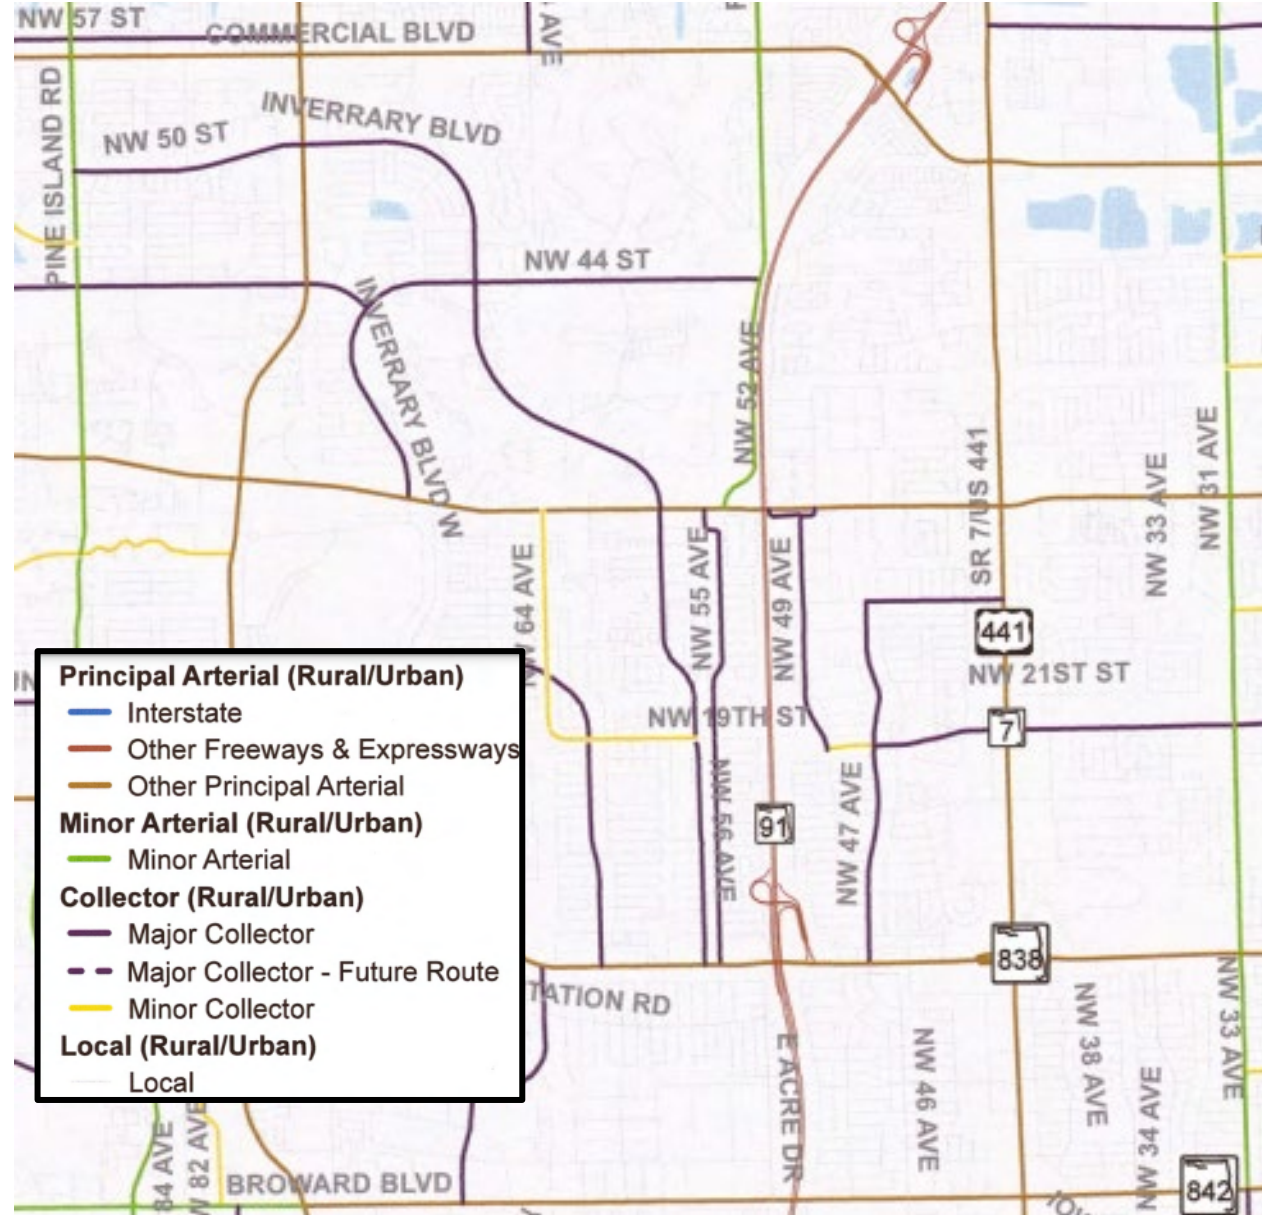 NW 57 ST
COMMERCIAL BLVD
AVE
PINE ISLAND RD
NW 50 ST
INVERRARY BLVD
NW 44 ST
INVERRARY BLVD W
NW 52 AVE
SR 7/US 441
NW 33 AVE
NW 31 AVE
NW 64 AVE
NW 55 AVE
NW 49 AVE
441
NW 21ST ST
NW 19TH ST
7
NW 56 AVE
91
NW 47 AVE
838
TATION RD
E ACRE DR
NW 46 AVE
NW 38 AVE
NW 34 AVE
NW 33 AVE
842
Principal Arterial (Rural/Urban)
Interstate
Other Freeways & Expressways
Other Principal Arterial
Minor Arterial (Rural/Urban)
Minor Arterial
Collector (Rural/Urban)
Major Collector
Major Collector - Future Route
Minor Collector
Local (Rural/Urban)
Local
84 AVE
W 82 AVE
BROWARD BLVD